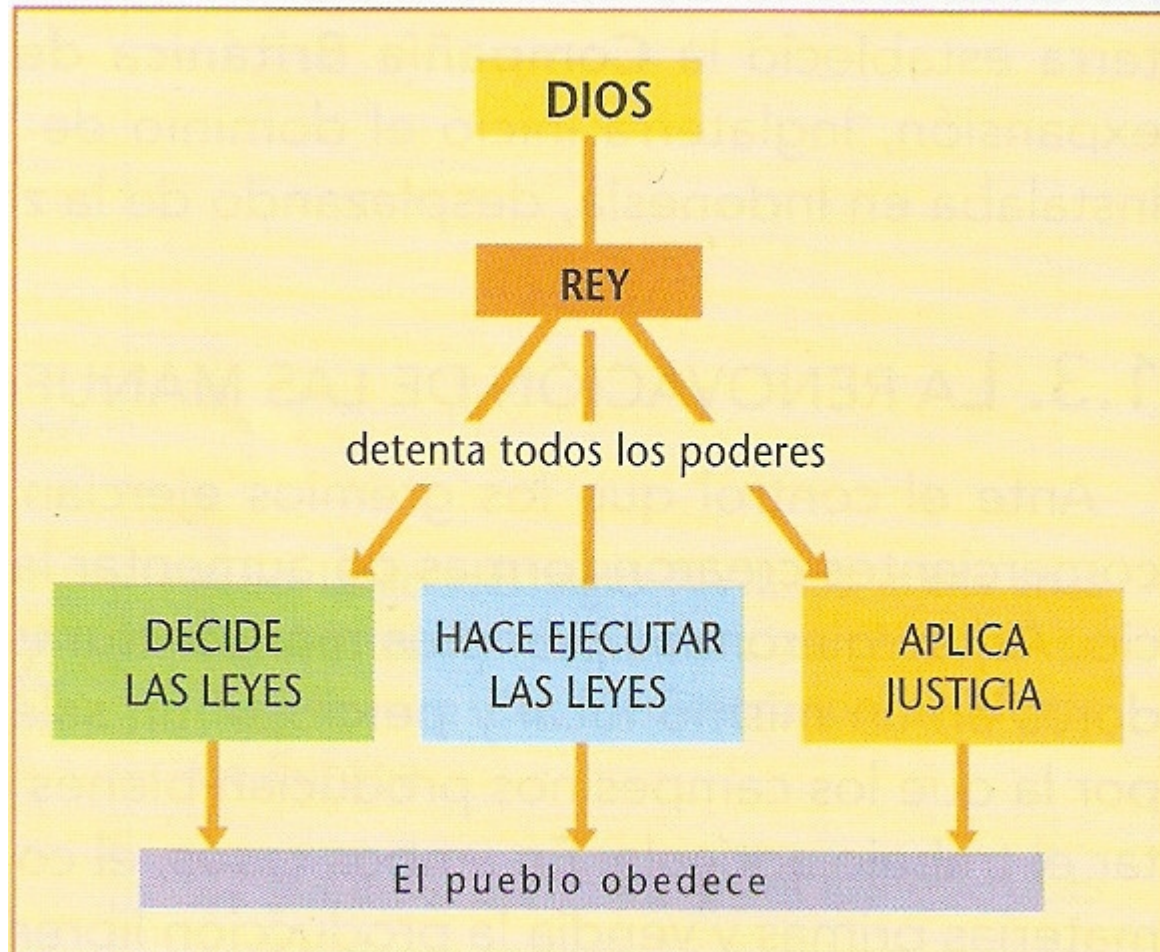 DIOS
REY
detenta todos los poderes
DECIDE
LAS LEYES
HACE EJECUTAR
LAS LEYES
APLICA
JUSTICIA
El pueblo obedece